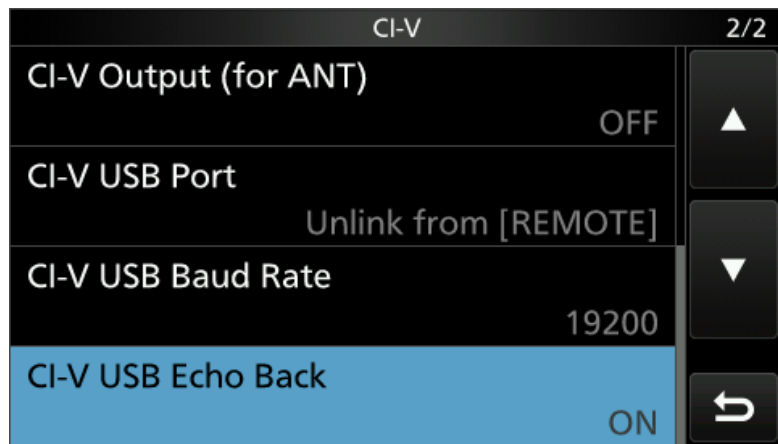 CI-V 2/2
CI-V Output (for ANT)
OFF
CI-V USB Port
Unlink from [REMOTE]
CI-V USB Baud Rate
19200
CI-V USB Echo Back
ON